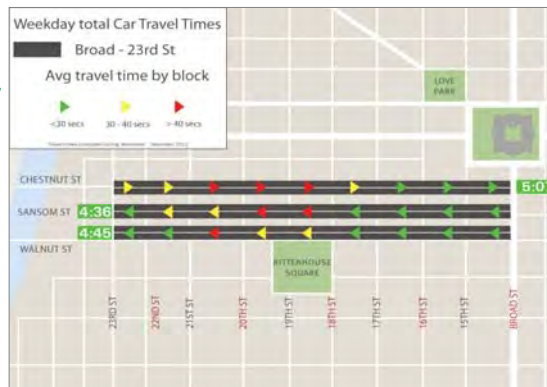 Weekday total Car Travel Times
Broad - 23rd St
Avg travel time by block
<30 secs
30 - 40 secs
>40 secs
LOVE
PARK
CHESTNUT ST
5:07
SANSOM ST
4:36
4:45
WALNUT ST
RITTENHOUSE
SQUARE
23RD ST
22ND ST
21ST ST
20TH ST
19TH ST
18TH ST
17TH ST
16TH ST
15TH ST
BROAD ST